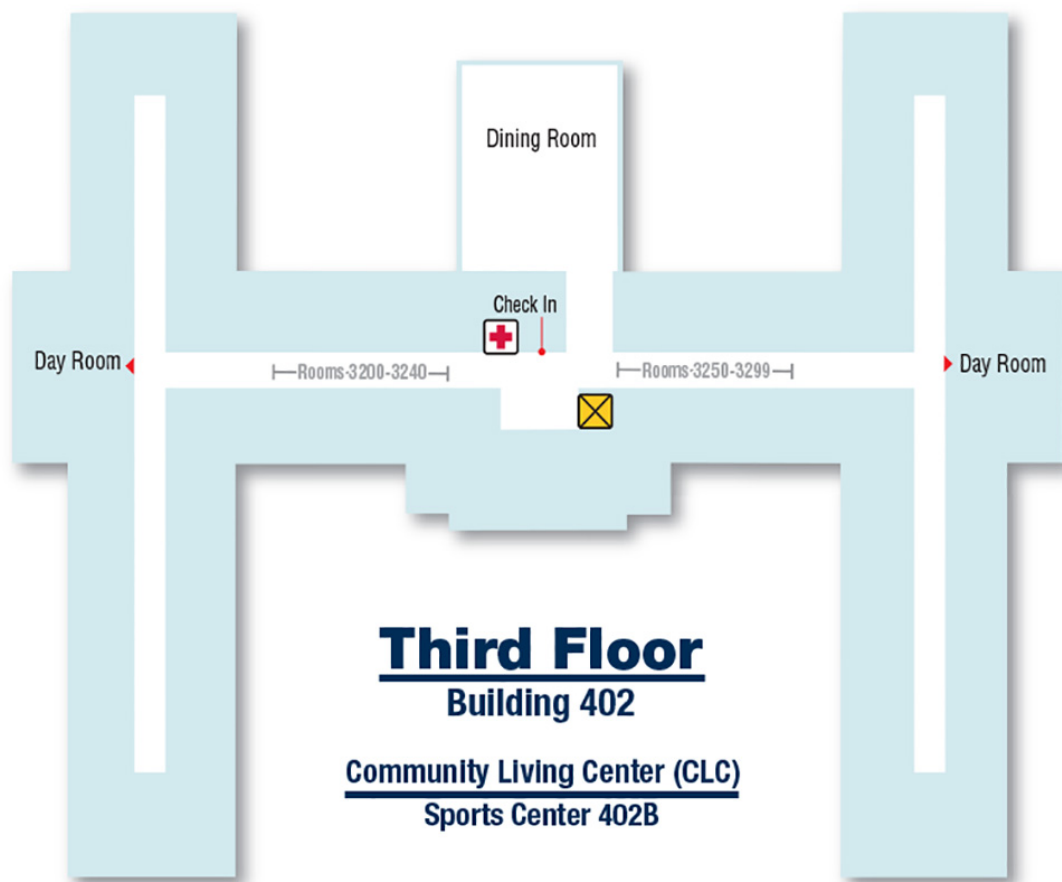 Dining Room
Check In
Day Room
Rooms·3200-3240
Rooms·3250-3299
Day Room
Third Floor
Building 402
Community Living Center (CLC)
Sports Center 402B